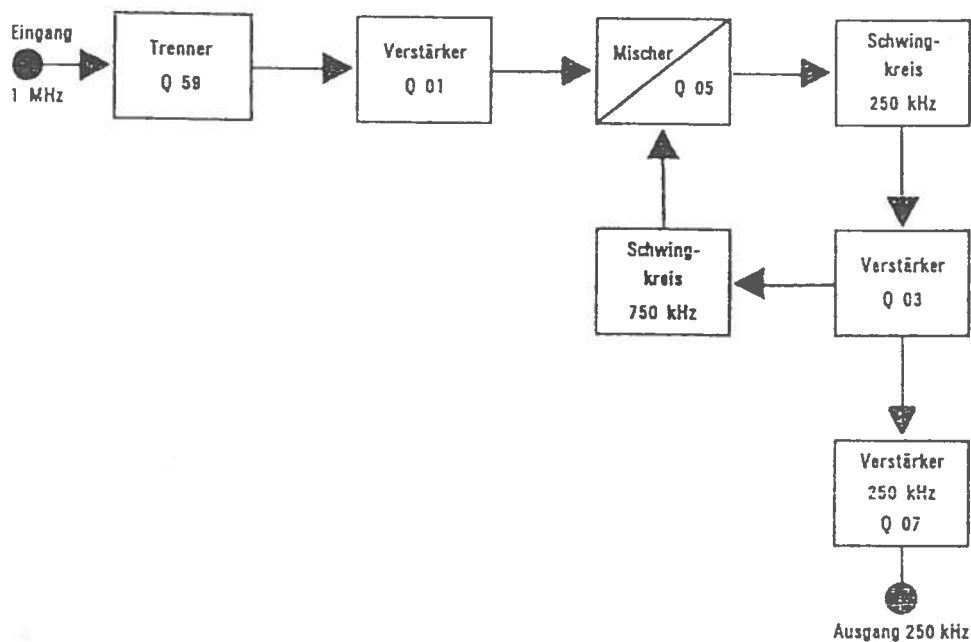 Eingang
1 MHz
Trenner
Q 59
Verstärker
Q 01
Mischer
Q 05
Schwing-
kreis
250 kHz
Schwing-
kreis
750 kHz
Verstärker
Q 03
Verstärker
250 kHz
Q 07
Ausgang 250 kHz